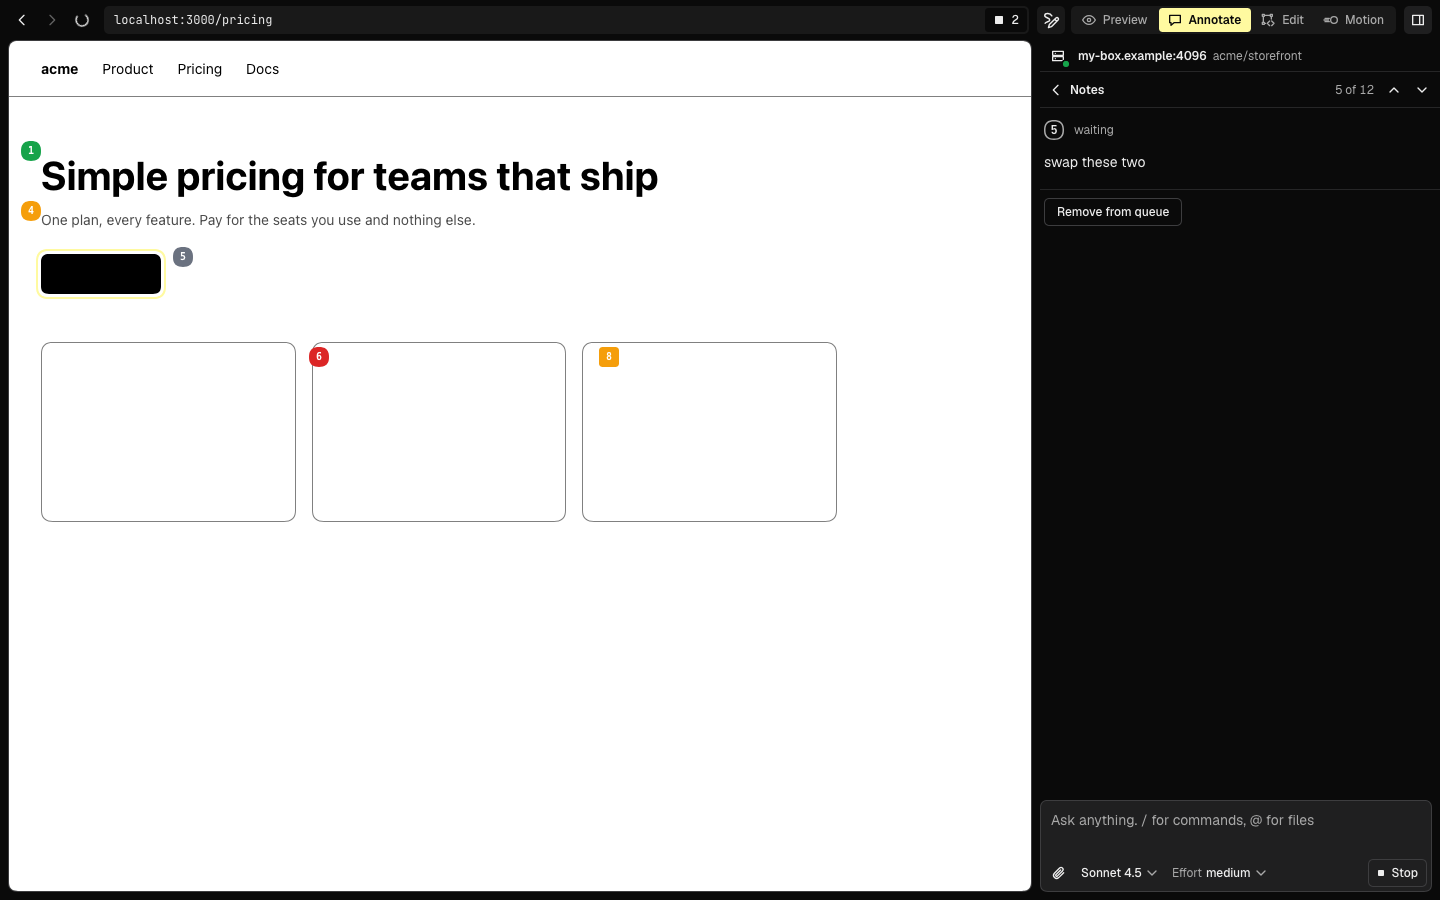 localhost:3000/pricing
2
Preview
Annotate
Edit
Motion
my-box.example:4096 acme/storefront
acme
Product
Pricing
Docs
Notes
5 of 12
5 waiting
swap these two
Remove from queue
1
Simple pricing for teams that ship
4
One plan, every feature. Pay for the seats you use and nothing else.
5
6
8
Ask anything. / for commands, @ for files
Sonnet 4.5
Effort medium
Stop